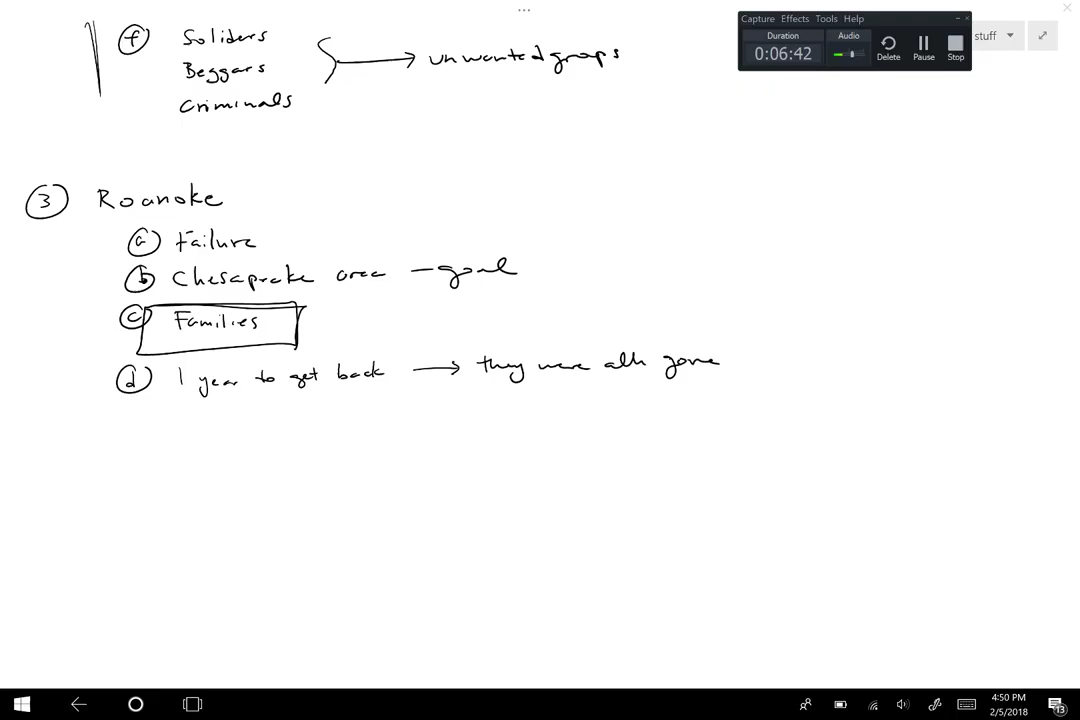 ...
Capture Effects Tools Help
Duration
0:06:42
Audio
Delete
Pause
Stop
stuff
f Soliders
Beggars
Criminals
unwanted groups
3 Roanoke
a Failure
b Chesapeake area - goal
c Families
d 1 year to get back → they were all gone
4:50 PM
2/5/2018
13